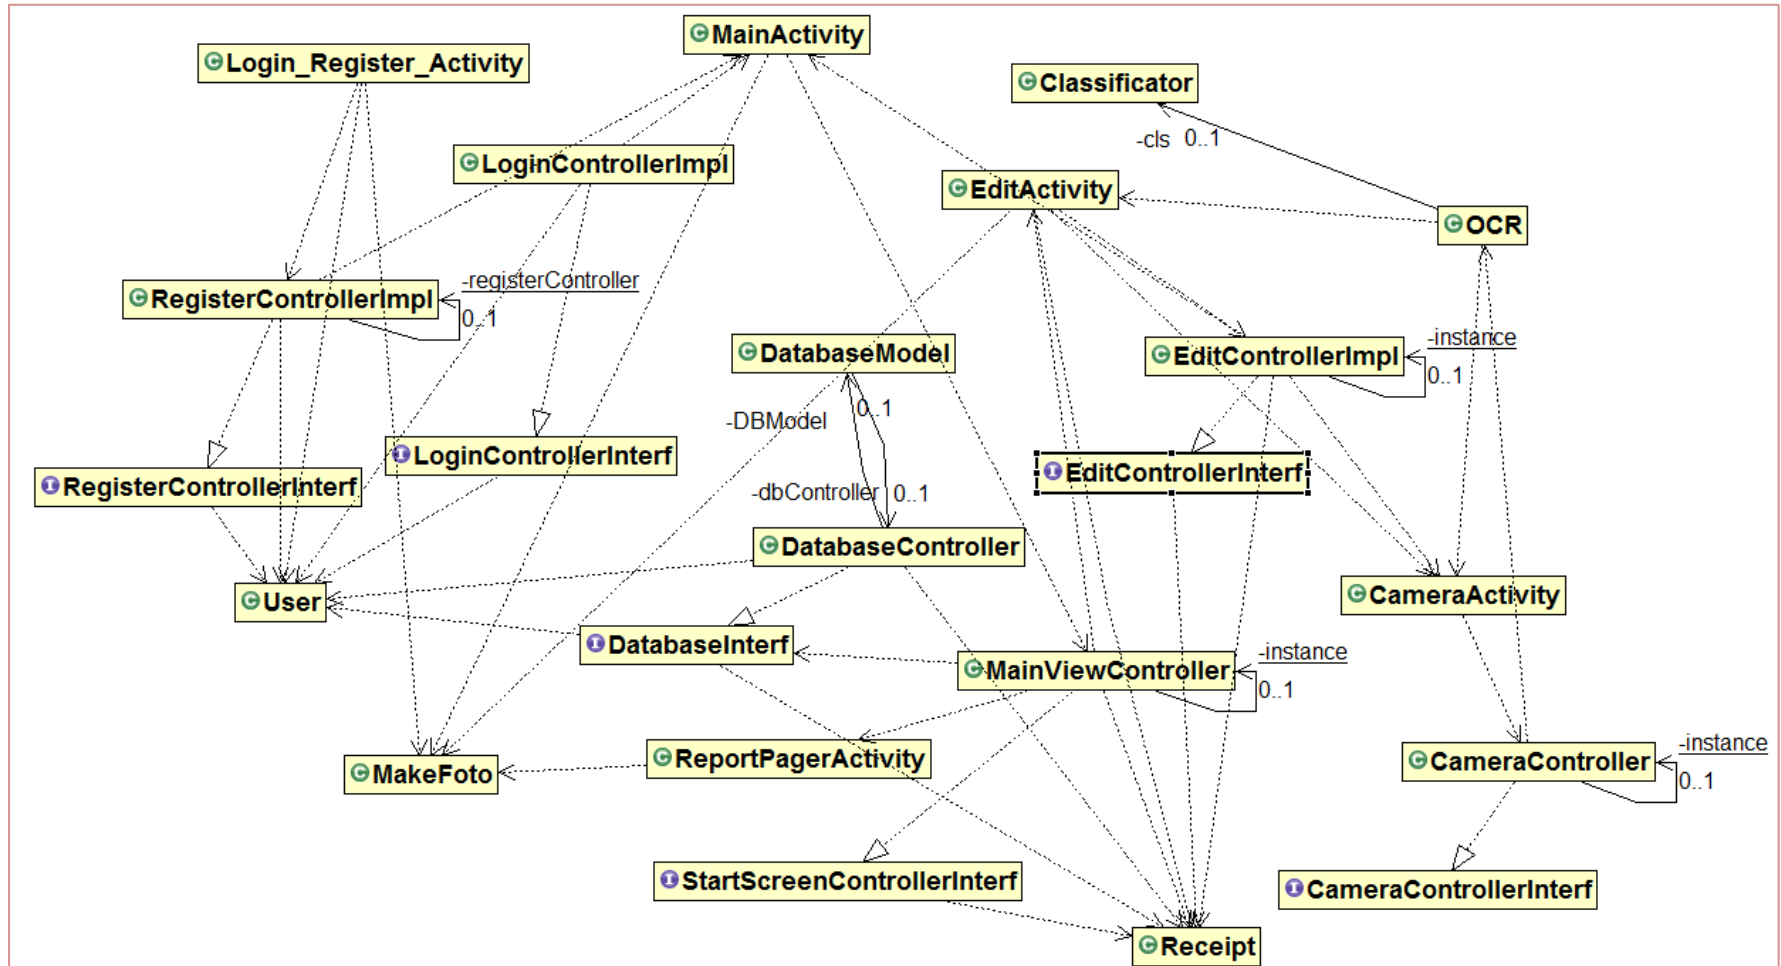 MainActivity
Login_Register_Activity
Classificator
-cls 0..1
LoginControllerImpl
EditActivity
OCR
-registerController
RegisterControllerImpl
0..1
-instance
DatabaseModel
EditControllerImpl
0..1
0..1
-DBModel
LoginControllerInterf
EditControllerInterf
RegisterControllerInterf
-dbController 0..1
DatabaseController
CameraActivity
User
DatabaseInterf
-instance
MainViewController
0..1
-instance
ReportPagerActivity
CameraController
MakeFoto
0..1
StartScreenControllerInterf
CameraControllerInterf
Receipt